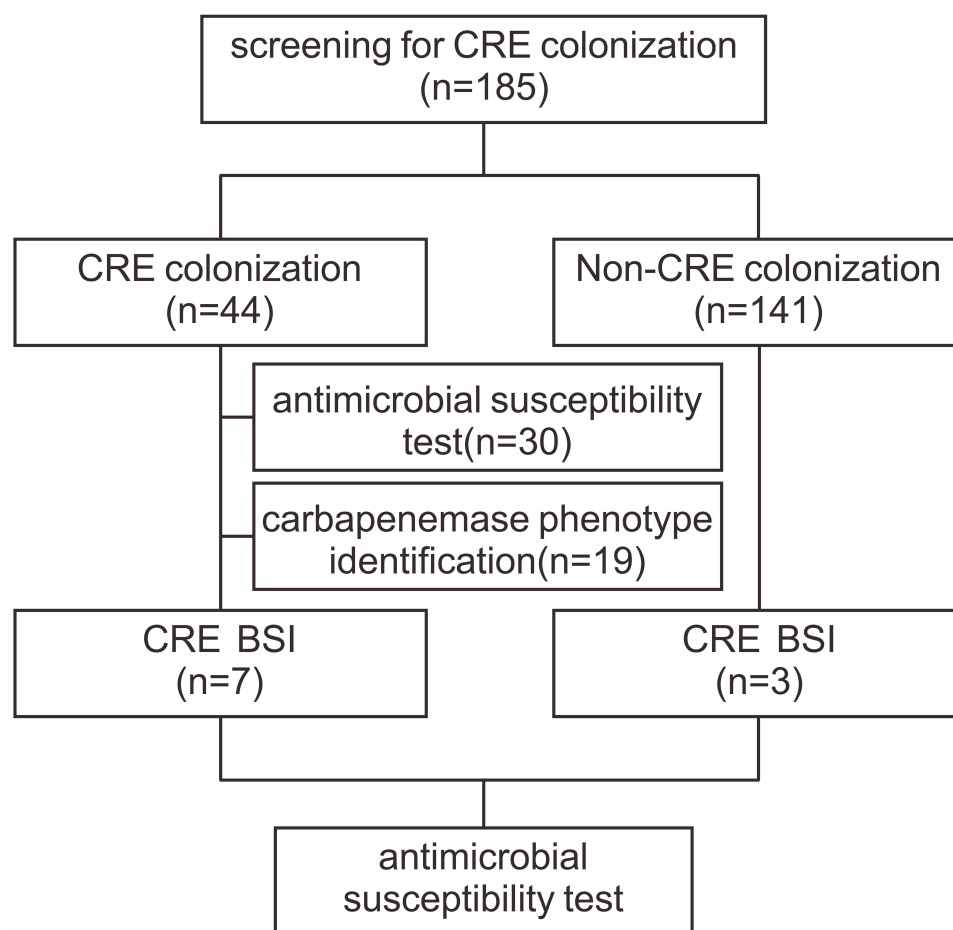 screening for CRE colonization
(n=185)
CRE colonization
(n=44)
Non-CRE colonization
(n=141)
antimicrobial susceptibility
test(n=30)
carbapenemase phenotype
identification(n=19)
CRE BSI
(n=7)
CRE BSI
(n=3)
antimicrobial
susceptibility test